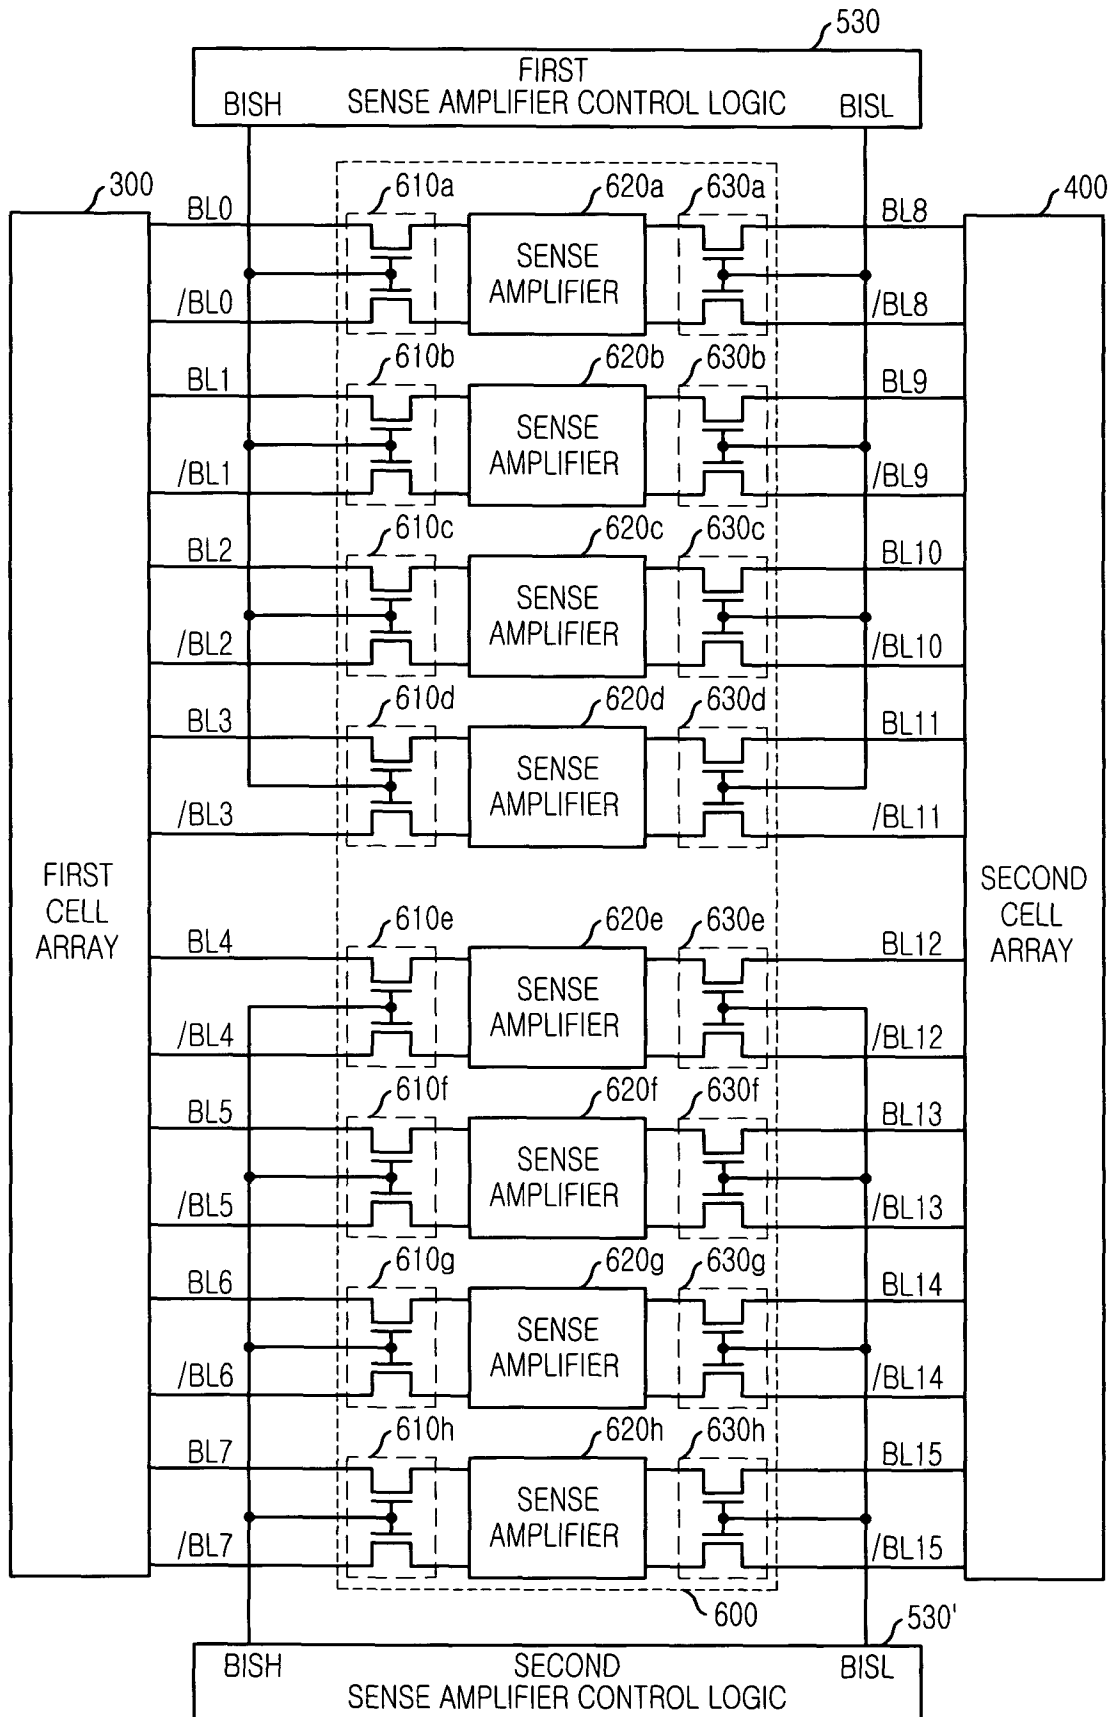 530
FIRST
SENSE AMPLIFIER CONTROL LOGIC
BISH
BISL
300
400
610a
620a
630a
BL0
BL8
SENSE
AMPLIFIER
/BL0
/BL8
610b
620b
630b
BL1
BL9
SENSE
AMPLIFIER
/BL1
/BL9
610c
620c
630c
BL2
BL10
SENSE
AMPLIFIER
/BL2
/BL10
610d
620d
630d
BL3
BL11
SENSE
AMPLIFIER
/BL3
/BL11
FIRST
CELL
ARRAY
SECOND
CELL
ARRAY
610e
620e
630e
BL4
BL12
SENSE
AMPLIFIER
/BL4
/BL12
610f
620f
630f
BL5
BL13
SENSE
AMPLIFIER
/BL5
/BL13
610g
620g
630g
BL6
BL14
SENSE
AMPLIFIER
/BL6
/BL14
610h
620h
630h
BL7
BL15
SENSE
AMPLIFIER
/BL7
/BL15
600
530'
BISH
SECOND
BISL
SENSE AMPLIFIER CONTROL LOGIC